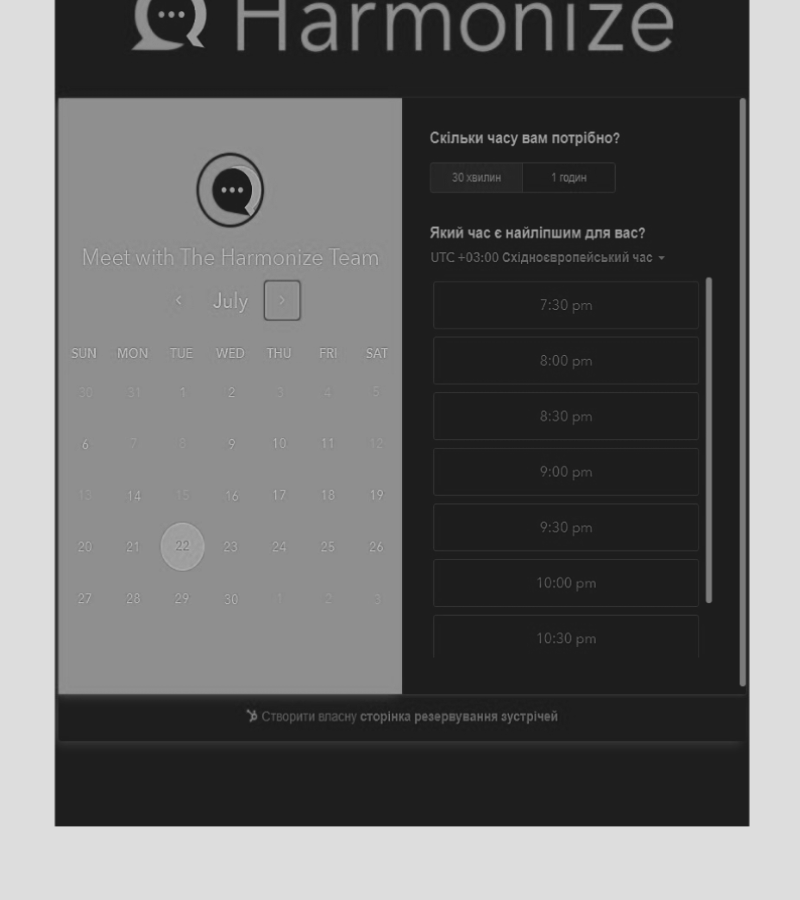 Harmonize
Meet with The Harmonize Team
July
SUN MON TUE WED THU FRI SAT
30 31 1 2 3 4 5
6 7 8 9 10 11 12
13 14 15 16 17 18 19
20 21 22 23 24 25 26
27 28 29 30 1 2 3
Скільки часу вам потрібно?
30 хвилин 1 годин
Який час є найліпшим для вас?
UTC +03:00 Східноєвропейський час
7:30 pm
8:00 pm
8:30 pm
9:00 pm
9:30 pm
10:00 pm
10:30 pm
Створити власну сторінка резервування зустрічей